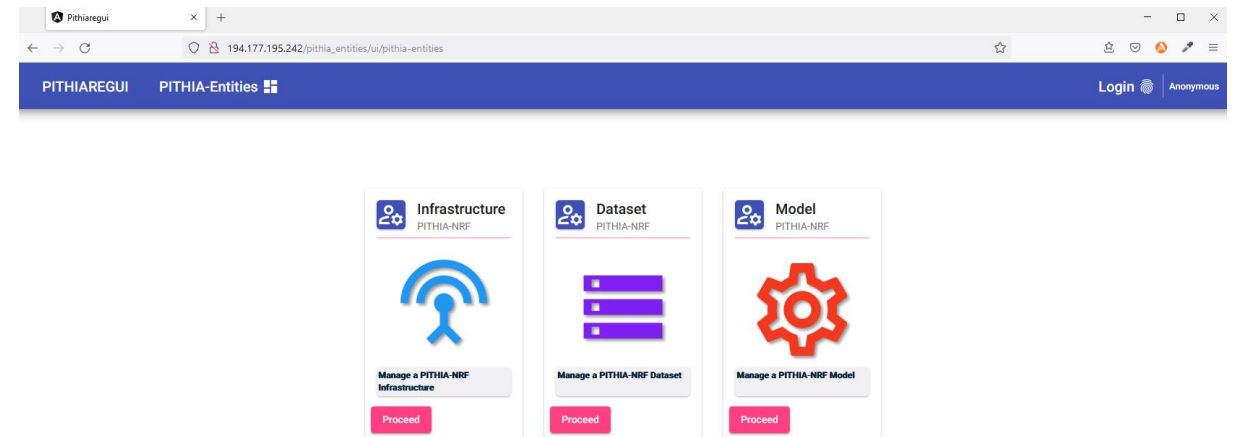 Pithiaregui
194.177.195.242/pithia_entities/ui/pithia-entities
PITHIAREGUI PITHIA-Entities Login Anonymous
Infrastructure
PITHIA-NRF
Manage a PITHIA-NRF
Infrastructure
Proceed
Dataset
PITHIA-NRF
Manage a PITHIA-NRF Dataset
Proceed
Model
PITHIA-NRF
Manage a PITHIA-NRF Model
Proceed